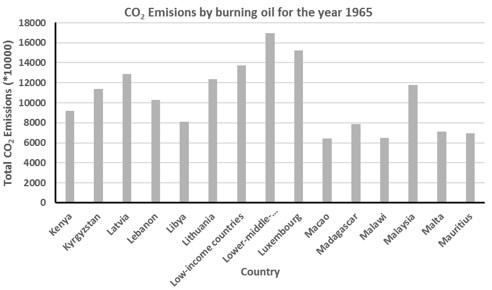 CO₂ Emisions by burning oil for the year 1965
Total CO₂ Emissions (*10000)
18000
16000
14000
12000
10000
8000
6000
4000
2000
0
Kenya
Kyrgyzstan
Latvia
Lebanon
Libya
Lithuania
Low-income countries
Lower-middle-...
Luxembourg
Macao
Madagascar
Malawi
Malaysia
Malta
Mauritius
Country